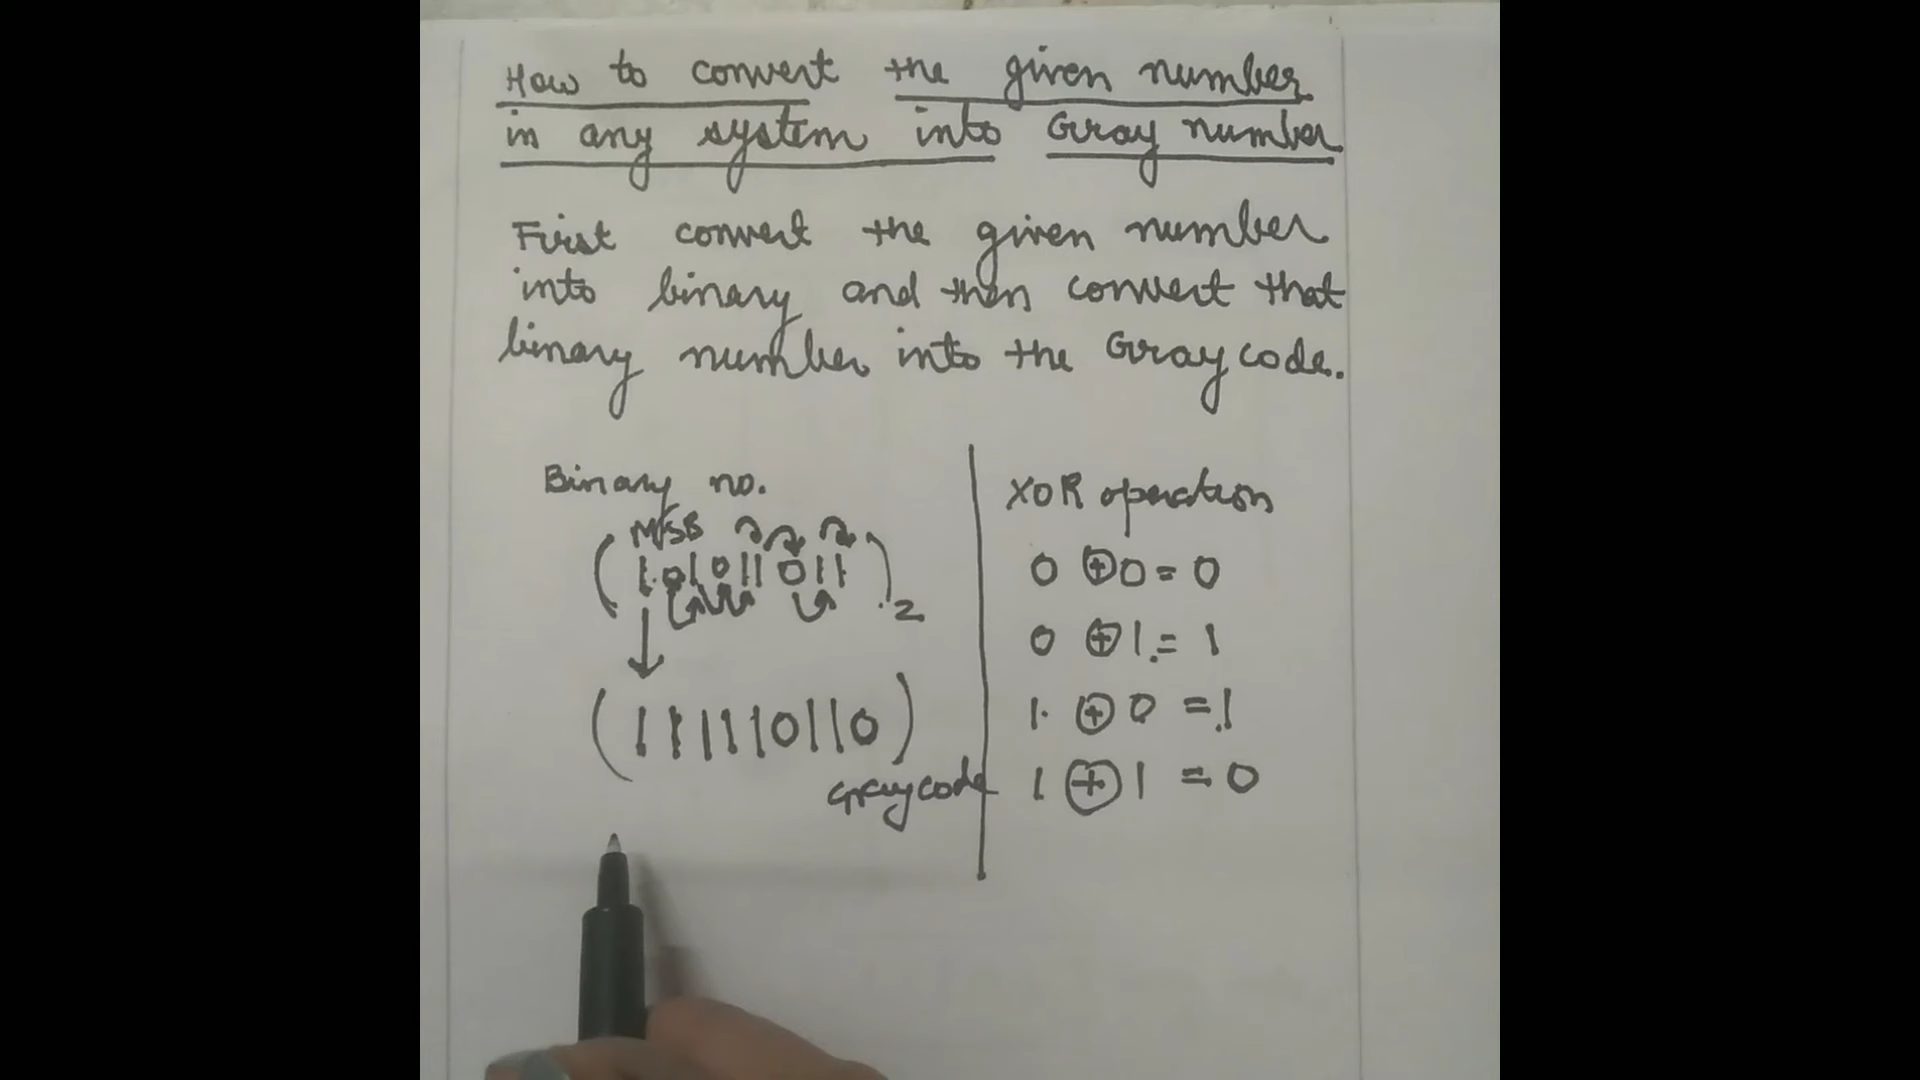 How to convert the given number
in any system into Gray number
First convert the given number
into binary and then convert that
binary number into the Gray code.
Binary no.
MSB
(101011011)2
(111110110)
Gray code
XOR operation
0 ⊕ 0 = 0
0 ⊕ 1 = 1
1 ⊕ 0 = 1
1 ⊕ 1 = 0